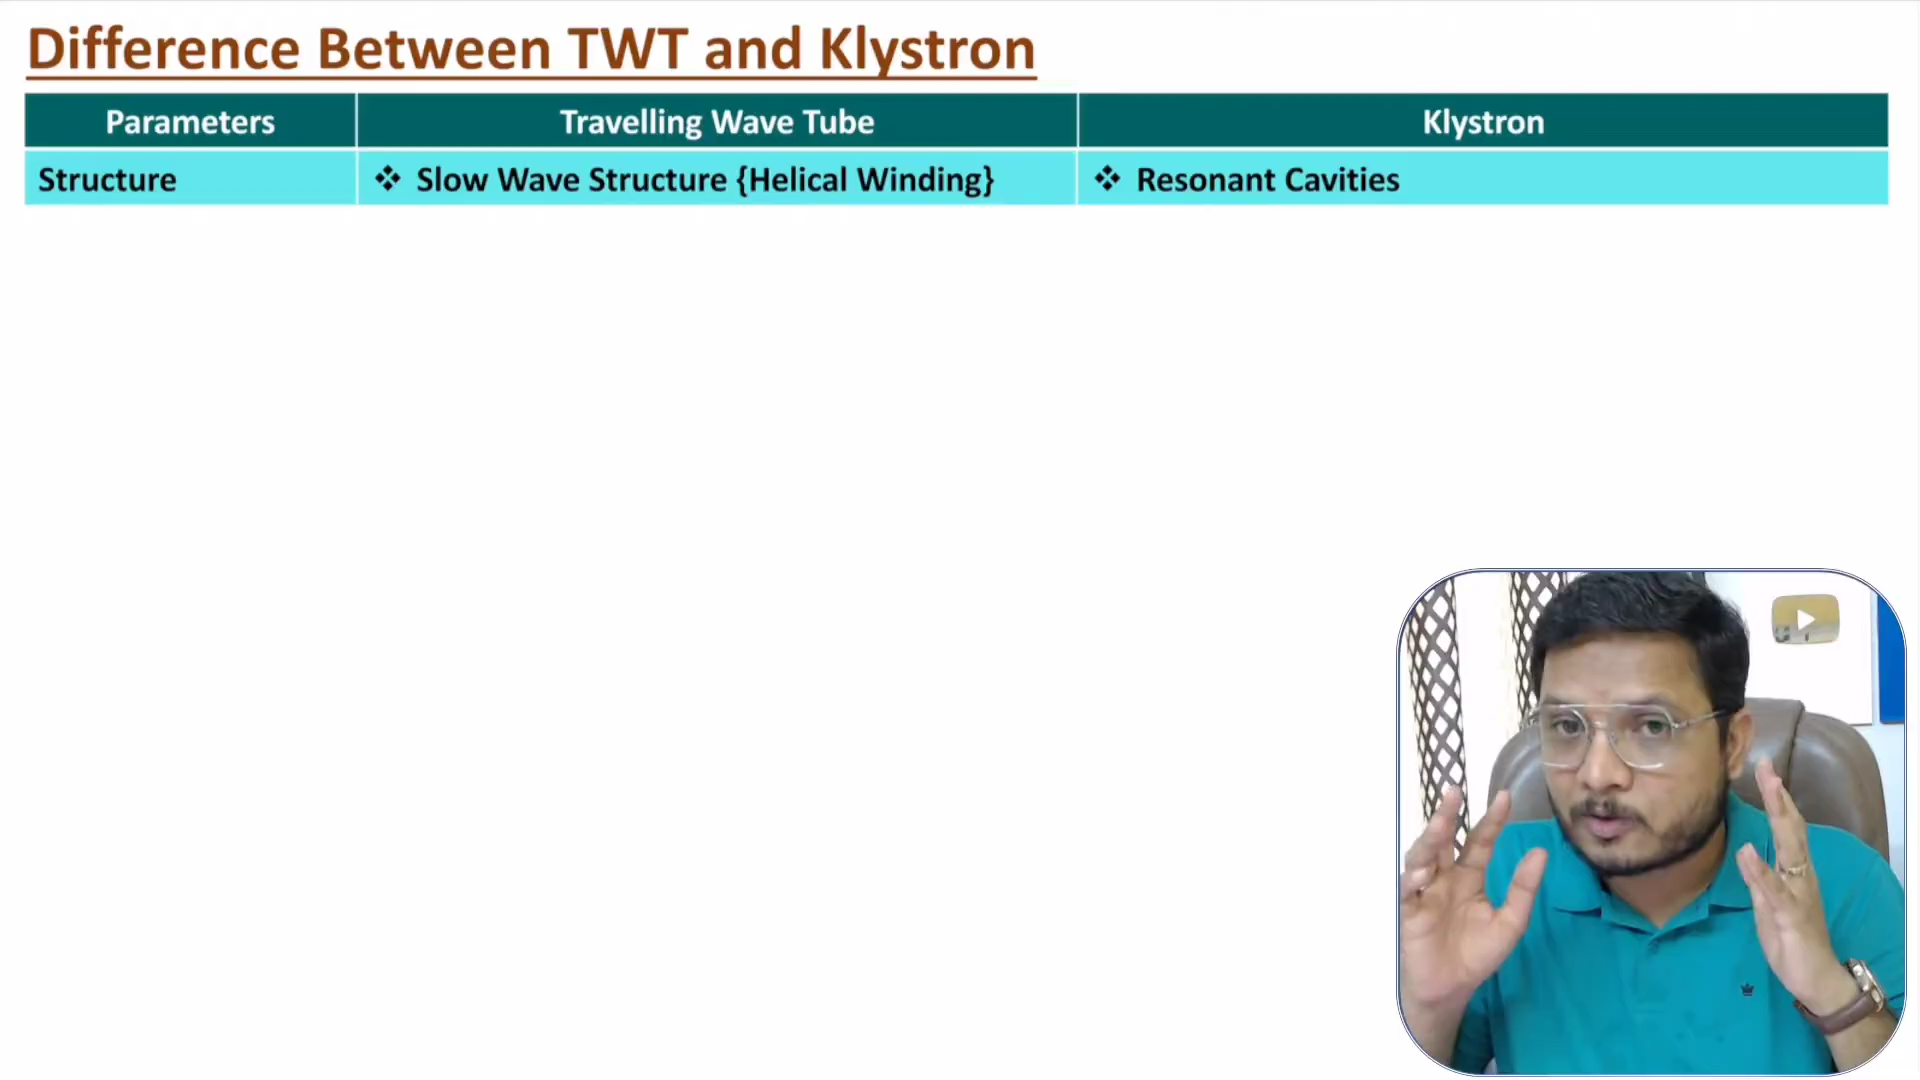 Difference Between TWT and Klystron
Parameters Travelling Wave Tube Klystron
Structure ❖ Slow Wave Structure {Helical Winding} ❖ Resonant Cavities